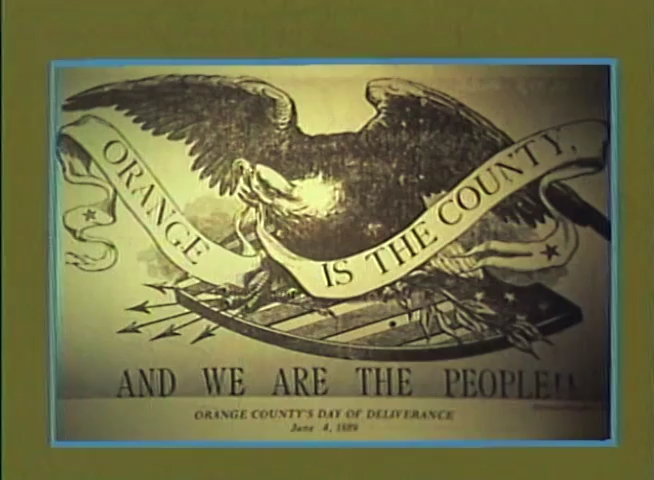 ORANGE IS THE COUNTY,
AND WE ARE THE PEOPLE!!
ORANGE COUNTY'S DAY OF DELIVERANCE
June 4, 1889